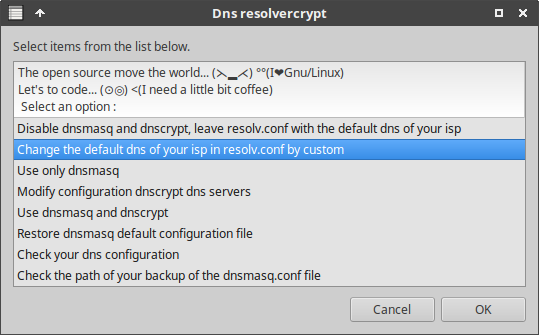 Dns resolvercrypt
Select items from the list below.
The open source move the world... (⋋▂⋌) °°(I❤Gnu/Linux)
Let's to code... (⊙◎) <(I need a little bit coffee)
Select an option :
Disable dnsmasq and dnscrypt, leave resolv.conf with the default dns of your isp
Change the default dns of your isp in resolv.conf by custom
Use only dnsmasq
Modify configuration dnscrypt dns servers
Use dnsmasq and dnscrypt
Restore dnsmasq default configuration file
Check your dns configuration
Check the path of your backup of the dnsmasq.conf file
Cancel
OK